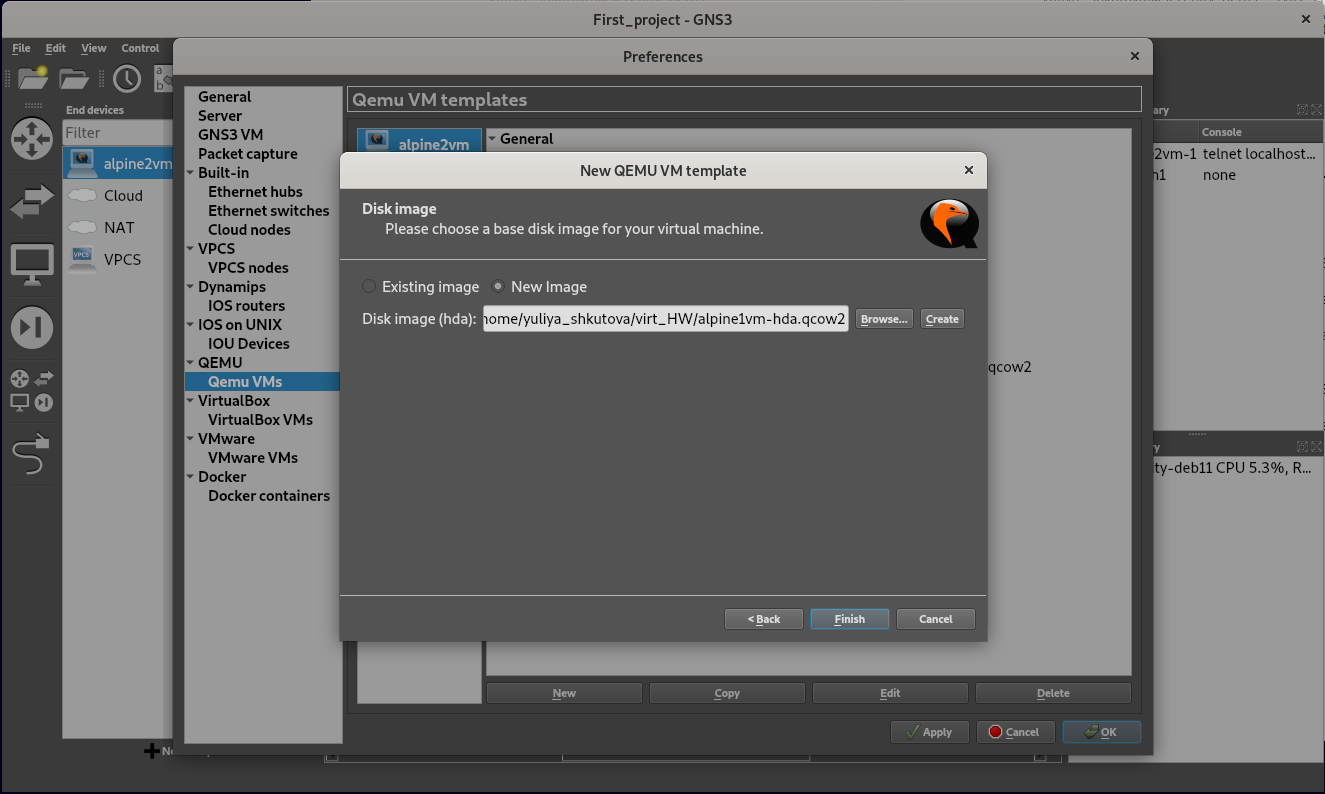 First_project - GNS3
File Edit View Control
Preferences
End devices
Filter
alpine2vm
Cloud
NAT
VPCS
General
Server
GNS3 VM
Packet capture
Built-in
Ethernet hubs
Ethernet switches
Cloud nodes
VPCS
VPCS nodes
Dynamips
IOS routers
IOS on UNIX
IOU Devices
QEMU
Qemu VMs
VirtualBox
VirtualBox VMs
VMware
VMware VMs
Docker
Docker containers
Qemu VM templates
alpine2vm
General
New QEMU VM template
Disk image
Please choose a base disk image for your virtual machine.
Existing image New Image
Disk image (hda): home/yuliya_shkutova/virt_HW/alpine1vm-hda.qcow2 Browse... Create
< Back Finish Cancel
qcow2
New Copy Edit Delete
Apply Cancel OK
ary
Console
2vm-1 telnet localhost...
n1 none
ry
ty-deb11 CPU 5.3%, R...